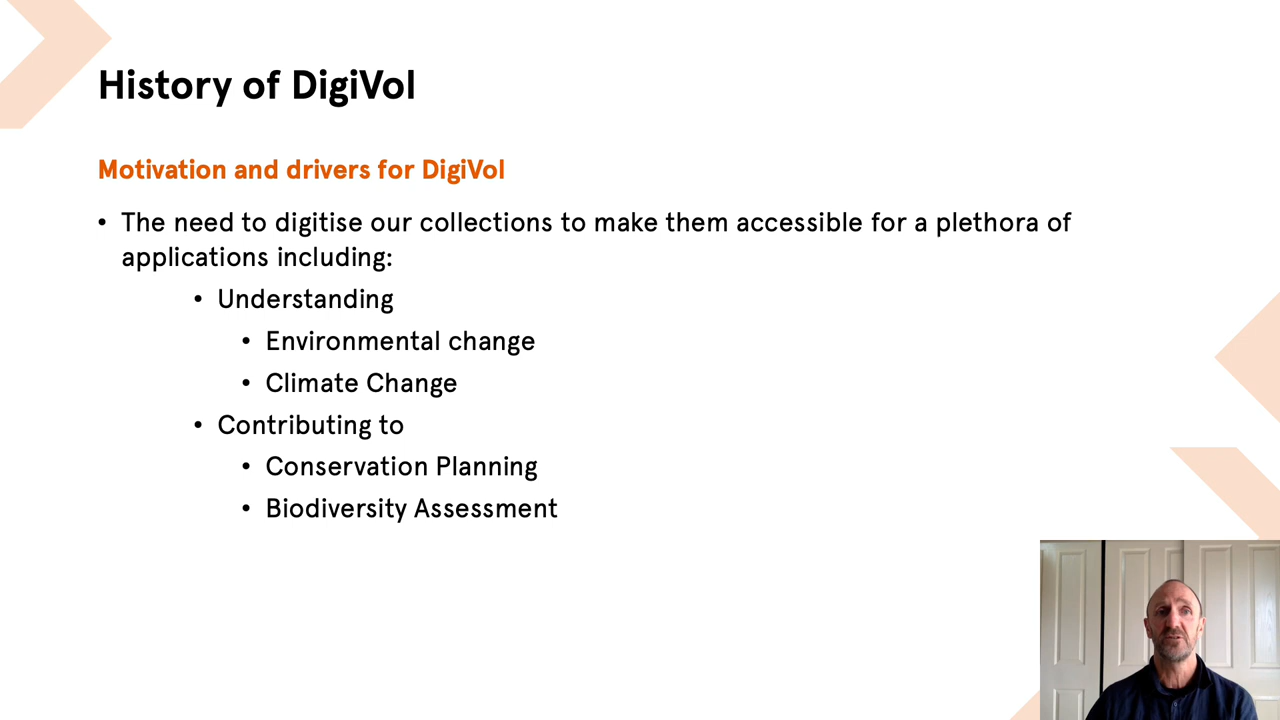 History of DigiVol
Motivation and drivers for DigiVol
• The need to digitise our collections to make them accessible for a plethora of
applications including:
• Understanding
• Environmental change
• Climate Change
• Contributing to
• Conservation Planning
• Biodiversity Assessment